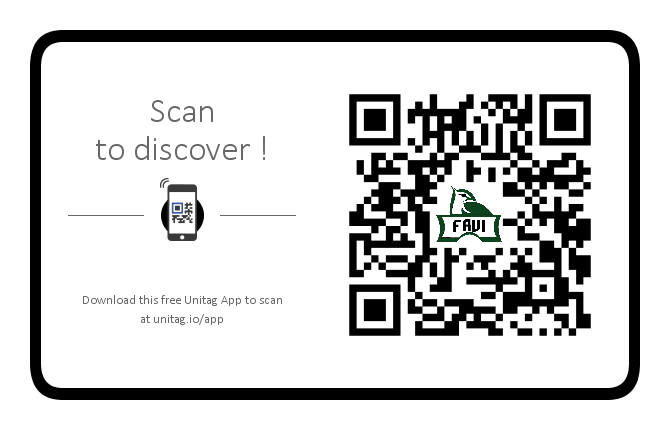 Scan
to discover !
Download this free Unitag App to scan
at unitag.io/app
FAVI